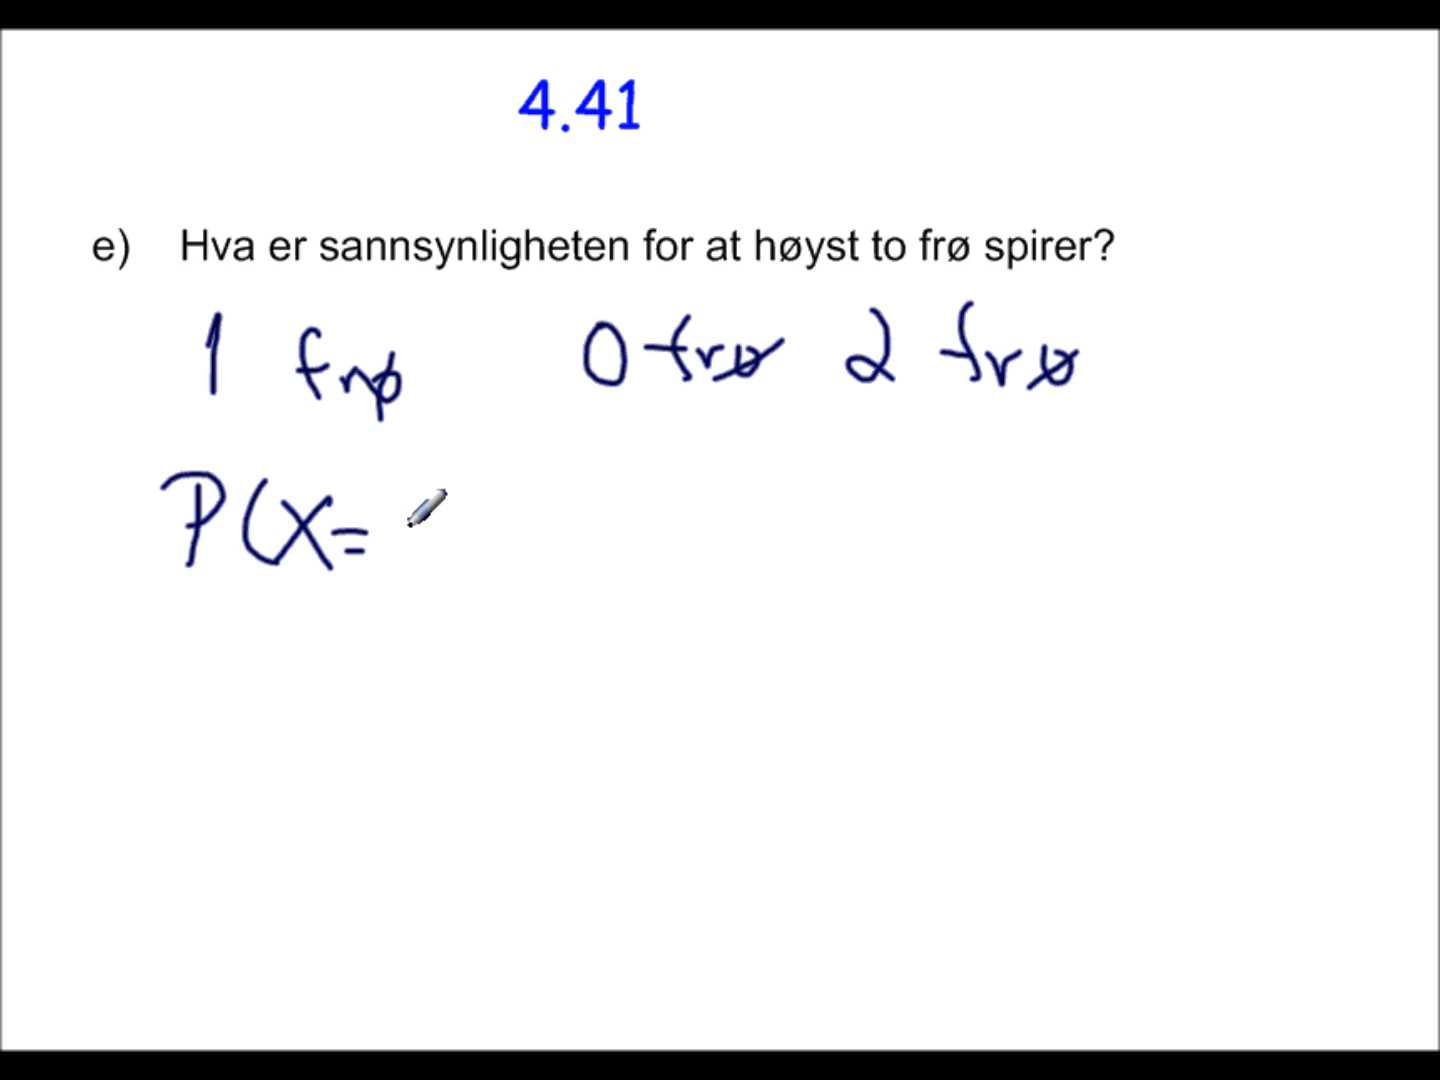 4.41
e) Hva er sannsynligheten for at høyst to frø spirer?
1 frø 0 frø 2 frø
P(X=